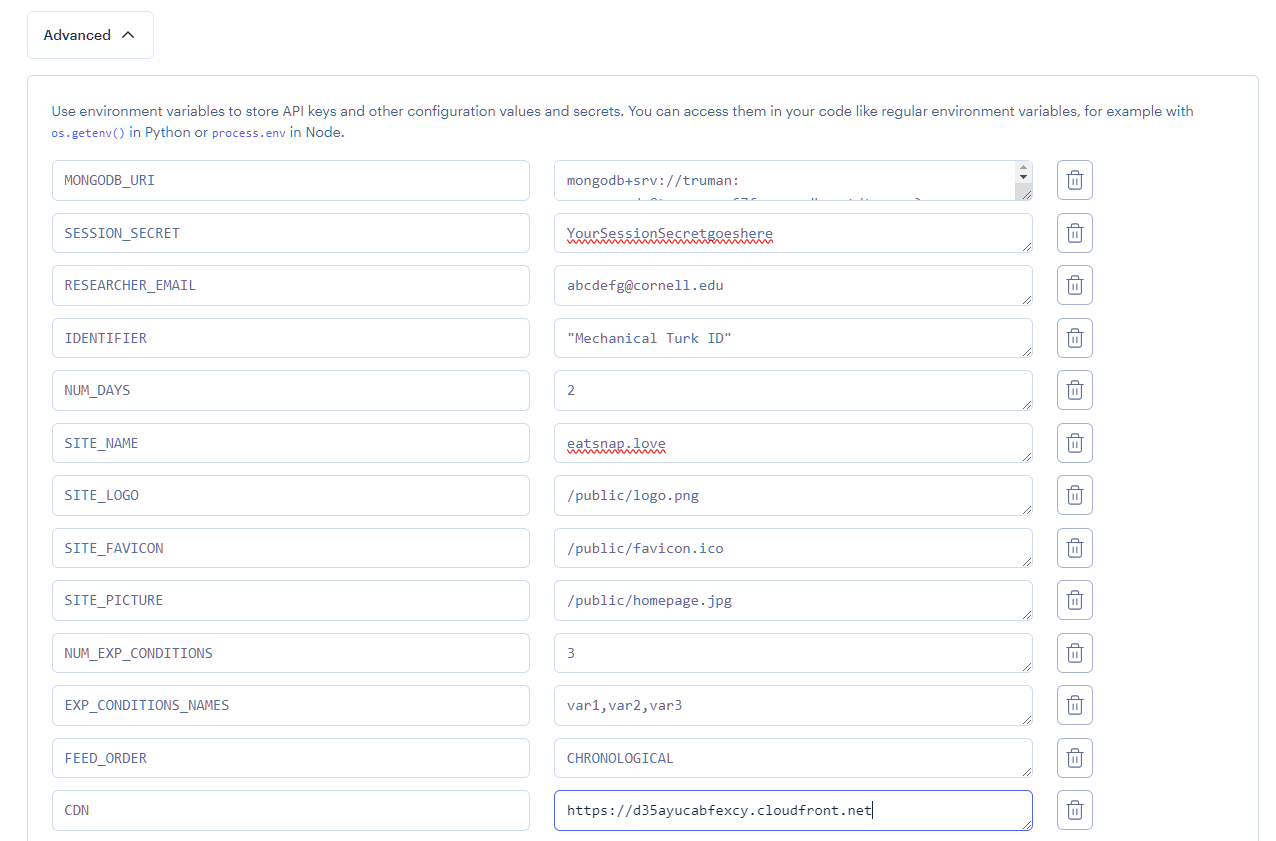 Advanced
Use environment variables to store API keys and other configuration values and secrets. You can access them in your code like regular environment variables, for example with
os.getenv() in Python or process.env in Node.
MONGODB_URI mongodb+srv://truman:
SESSION_SECRET YourSessionSecretgoeshere
RESEARCHER_EMAIL abcdefg@cornell.edu
IDENTIFIER "Mechanical Turk ID"
NUM_DAYS 2
SITE_NAME eatsnap.love
SITE_LOGO /public/logo.png
SITE_FAVICON /public/favicon.ico
SITE_PICTURE /public/homepage.jpg
NUM_EXP_CONDITIONS 3
EXP_CONDITIONS_NAMES var1,var2,var3
FEED_ORDER CHRONOLOGICAL
CDN https://d35ayucabfexcy.cloudfront.net